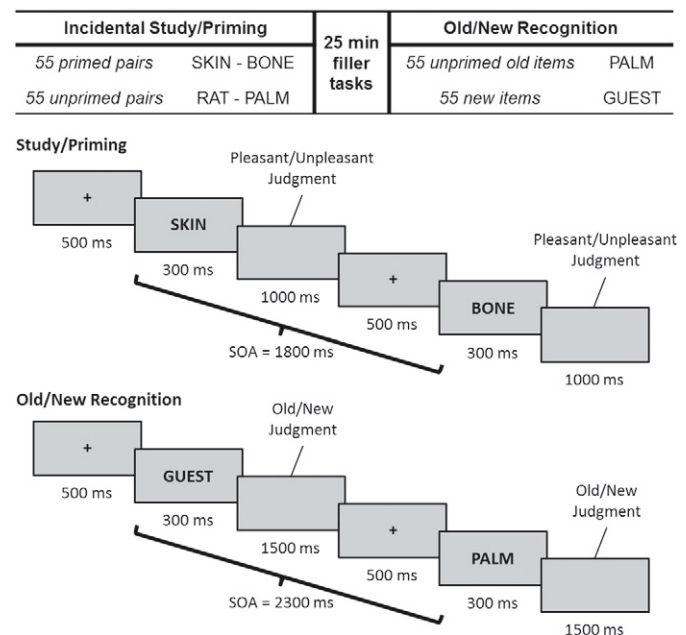 Incidental Study/Priming
25 min filler tasks
Old/New Recognition
55 primed pairs SKIN - BONE
55 unprimed old items PALM
55 unprimed pairs RAT - PALM
55 new items GUEST
Study/Priming
Pleasant/Unpleasant
Judgment
+
500 ms
SKIN
300 ms
1000 ms
+
500 ms
Pleasant/Unpleasant
Judgment
BONE
300 ms
1000 ms
SOA = 1800 ms
Old/New Recognition
Old/New
Judgment
+
500 ms
GUEST
300 ms
1500 ms
+
500 ms
Old/New
Judgment
PALM
300 ms
1500 ms
SOA = 2300 ms